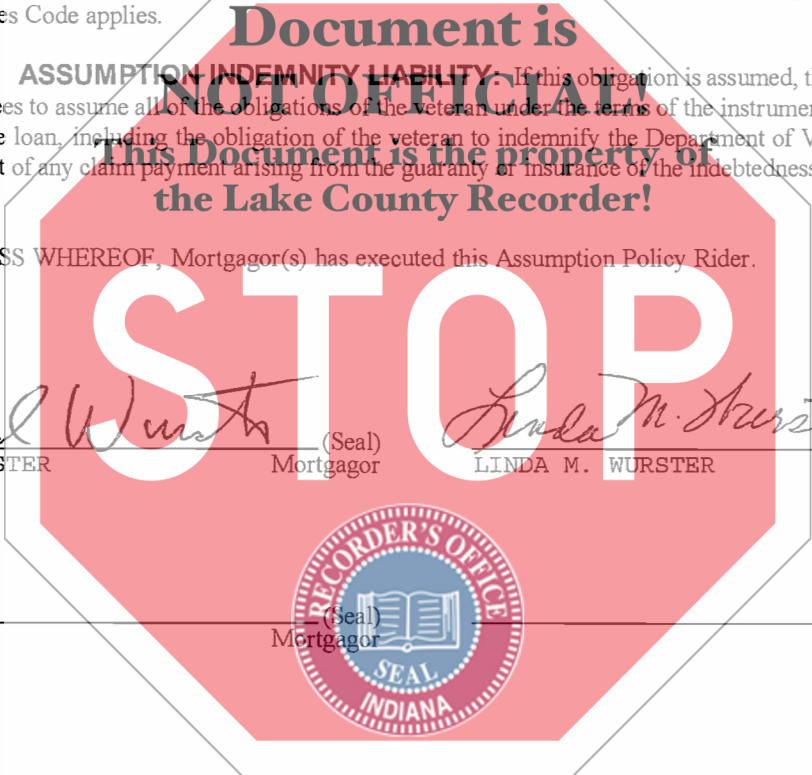 es Code applies.
Document is
ASSUMPTION INDEMNITY LIABILITY: If this obligation is assumed, t
NOT OFFICIAL!
es to assume all of the obligations of the veteran under the terms of the instrumen
e loan, including the obligation of the veteran to indemnify the Department of V
This Document is the property of
t of any claim payment arising from the guaranty or insurance of the indebtedness
the Lake County Recorder!
SS WHEREOF, Mortgagor(s) has executed this Assumption Policy Rider.
STOP
l Wurster Linda M. Wurs
(Seal)
STER Mortgagor LINDA M. WURSTER
RECORDER'S OFFICE
(Seal)
Mortgagor
SEAL
INDIANA